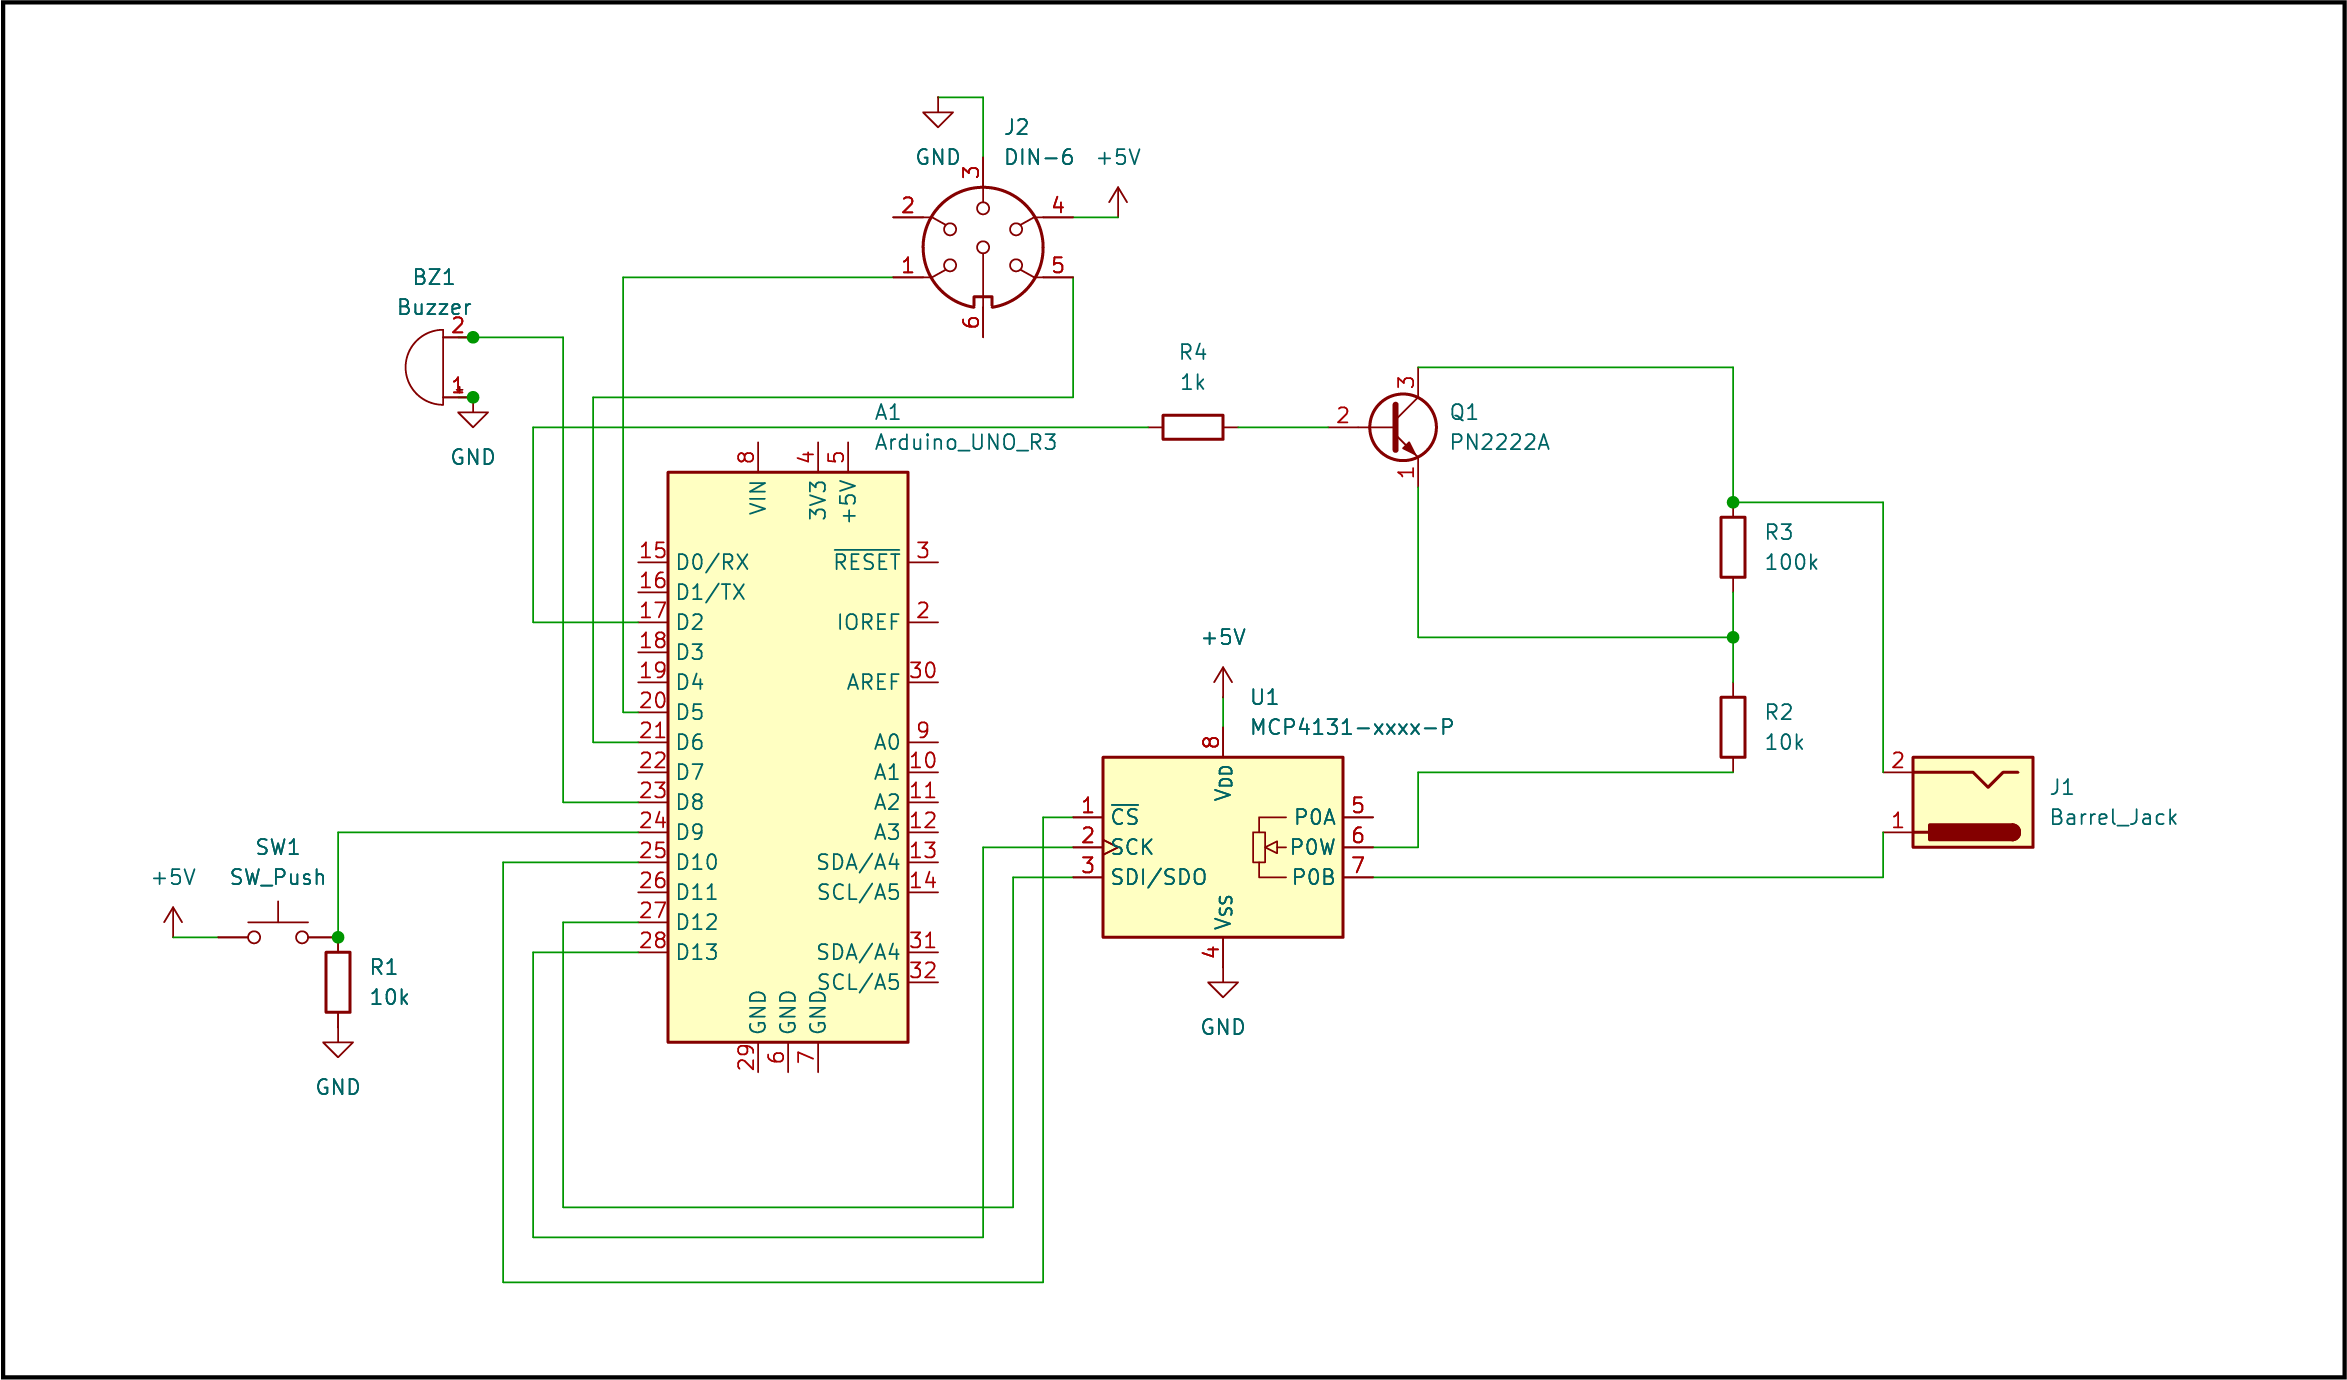 J2
GND
DIN-6
+5V
3
2
4
1
5
6
BZ1
Buzzer
2
1
GND
R4
1k
3
2
1
Q1
PN2222A
A1
Arduino_UNO_R3
8
4
5
VIN
3V3
+5V
15
D0/RX
RESET
3
16
D1/TX
17
D2
IOREF
2
18
D3
19
D4
AREF
30
20
D5
21
D6
A0
9
22
D7
A1
10
23
D8
A2
11
24
D9
A3
12
25
D10
SDA/A4
13
26
D11
SCL/A5
14
27
D12
28
D13
SDA/A4
31
SCL/A5
32
GND
GND
GND
29
6
7
SW1
+5V
SW_Push
R1
10k
GND
R3
100k
R2
10k
+5V
U1
MCP4131-xxxx-P
8
VDD
1
CS
P0A
5
2
SCK
P0W
6
3
SDI/SDO
P0B
7
VSS
4
GND
2
1
J1
Barrel_Jack